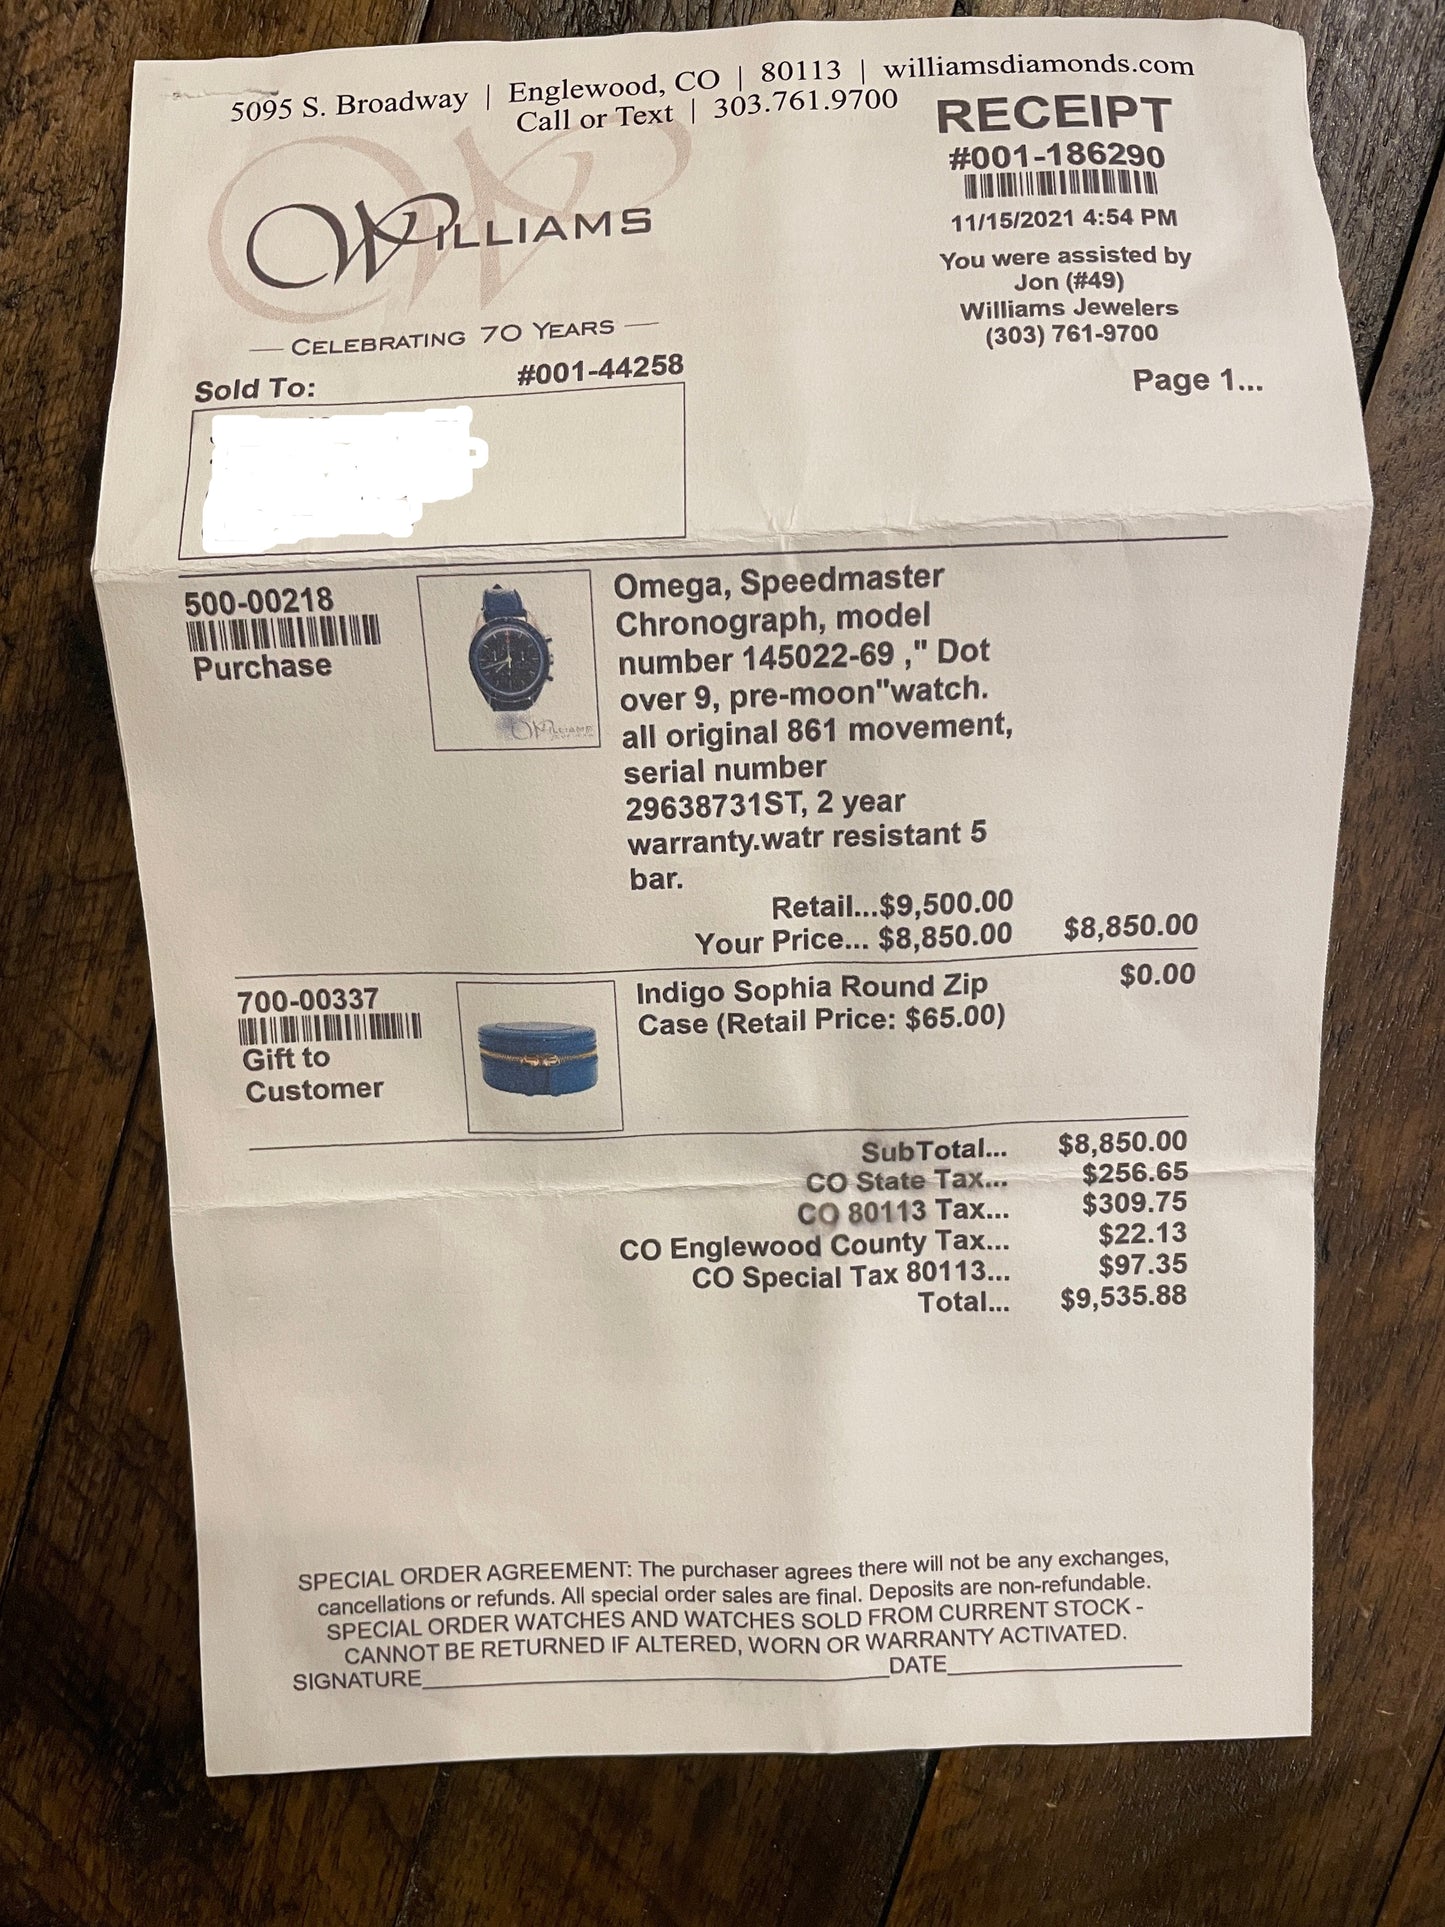 5095 S. Broadway | Englewood, CO | 80113 | williamsdiamonds.com
Call or Text | 303.761.9700
RECEIPT
#001-186290
11/15/2021 4:54 PM
You were assisted by
Jon (#49)
Williams Jewelers
(303) 761-9700
Page 1...
WILLIAMS
CELEBRATING 70 YEARS
Sold To:
#001-44258
500-00218
Purchase
WILLIAMS
Omega, Speedmaster
Chronograph, model
number 145022-69 ," Dot
over 9, pre-moon"watch.
all original 861 movement,
serial number
29638731ST, 2 year
warranty.watr resistant 5
bar.
Retail...$9,500.00
Your Price... $8,850.00 $8,850.00
700-00337
Gift to
Customer
Indigo Sophia Round Zip
Case (Retail Price: $65.00)
$0.00
SubTotal... $8,850.00
CO State Tax... $256.65
CO 80113 Tax... $309.75
CO Englewood County Tax... $22.13
CO Special Tax 80113... $97.35
Total... $9,535.88
SPECIAL ORDER AGREEMENT: The purchaser agrees there will not be any exchanges,
cancellations or refunds. All special order sales are final. Deposits are non-refundable.
SPECIAL ORDER WATCHES AND WATCHES SOLD FROM CURRENT STOCK -
CANNOT BE RETURNED IF ALTERED, WORN OR WARRANTY ACTIVATED.
SIGNATURE DATE